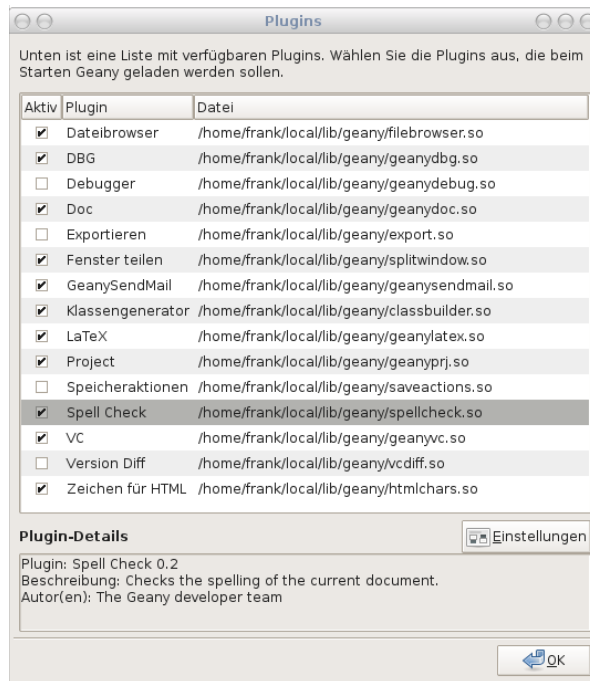 Plugins
Unten ist eine Liste mit verfügbaren Plugins. Wählen Sie die Plugins aus, die beim
Starten Geany geladen werden sollen.
Aktiv Plugin Datei
Dateibrowser /home/frank/local/lib/geany/filebrowser.so
DBG /home/frank/local/lib/geany/geanydbg.so
Debugger /home/frank/local/lib/geany/geanydebug.so
Doc /home/frank/local/lib/geany/geanydoc.so
Exportieren /home/frank/local/lib/geany/export.so
Fenster teilen /home/frank/local/lib/geany/splitwindow.so
GeanySendMail /home/frank/local/lib/geany/geanysendmail.so
Klassengenerator /home/frank/local/lib/geany/classbuilder.so
LaTeX /home/frank/local/lib/geany/geanylatex.so
Project /home/frank/local/lib/geany/geanyprj.so
Speicheraktionen /home/frank/local/lib/geany/saveactions.so
Spell Check /home/frank/local/lib/geany/spellcheck.so
VC /home/frank/local/lib/geany/geanyvc.so
Version Diff /home/frank/local/lib/geany/vcdiff.so
Zeichen für HTML /home/frank/local/lib/geany/htmlchars.so
Plugin-Details Einstellungen
Plugin: Spell Check 0.2
Beschreibung: Checks the spelling of the current document.
Autor(en): The Geany developer team
OK